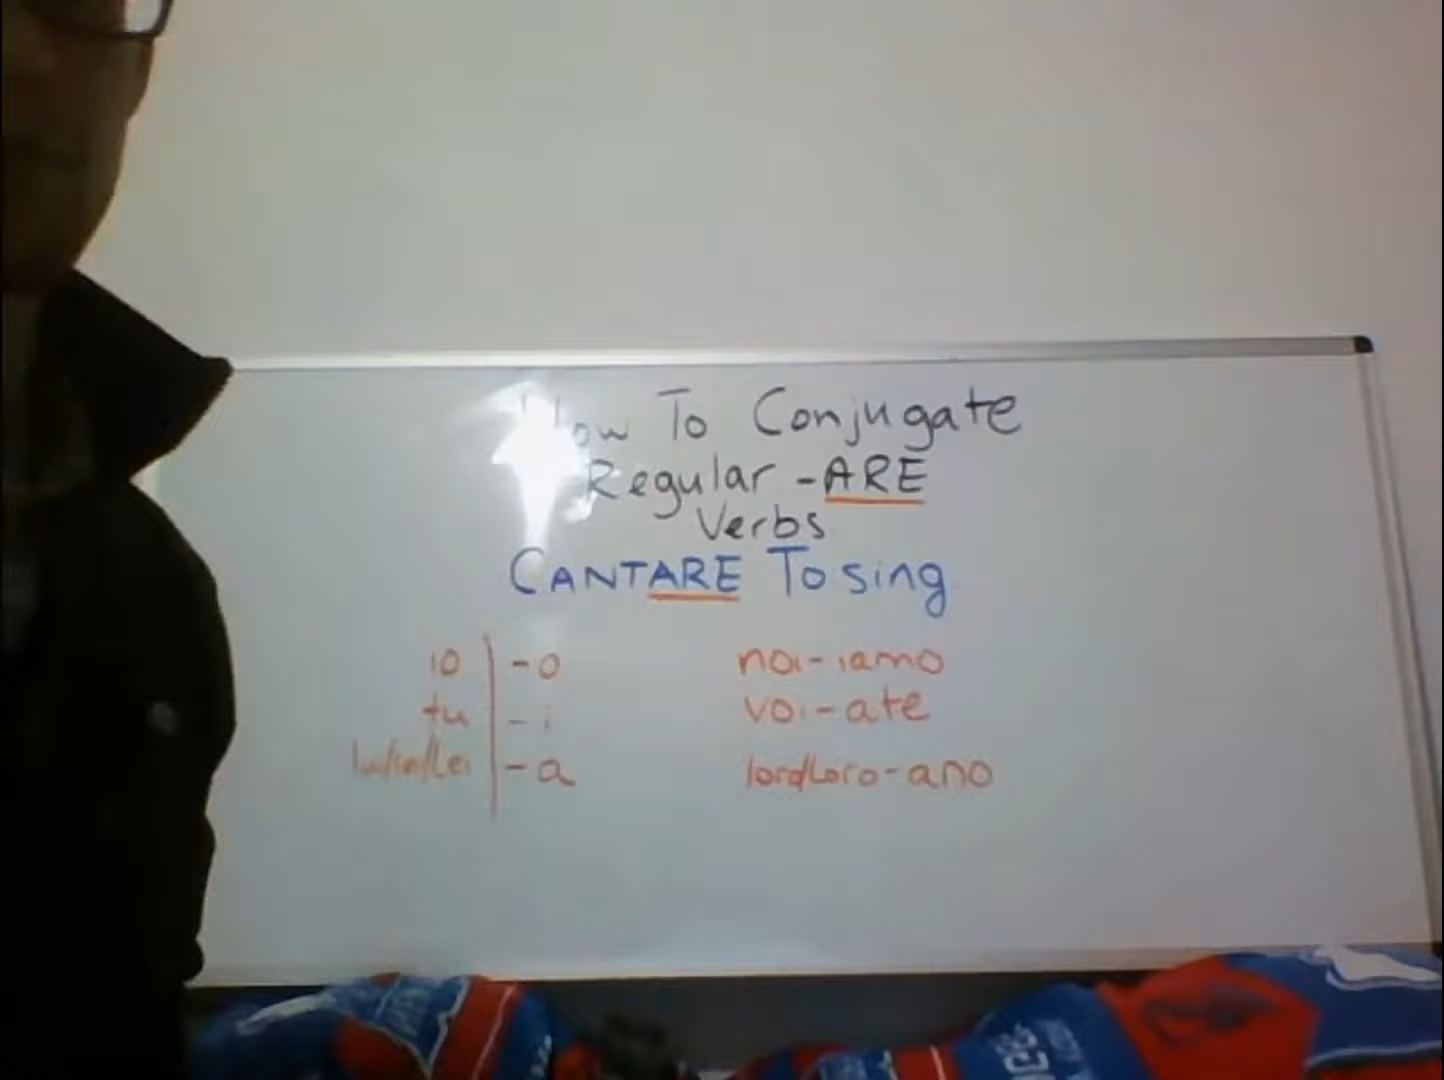 How To Conjugate
Regular -ARE
Verbs
CANTARE To sing
io -o
tu -i
lui/lei/Lei -a
noi-iamo
voi-ate
loro/Loro-ano